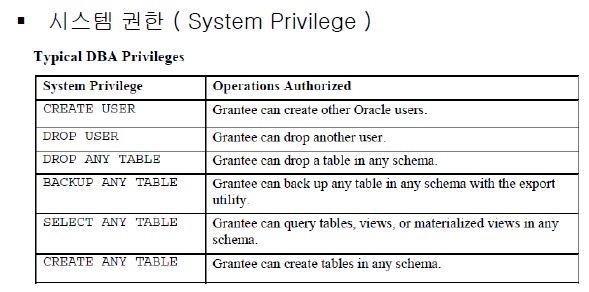 ▪ 시스템 권한 ( System Privilege )
Typical DBA Privileges
System Privilege Operations Authorized
CREATE USER Grantee can create other Oracle users.
DROP USER Grantee can drop another user.
DROP ANY TABLE Grantee can drop a table in any schema.
BACKUP ANY TABLE Grantee can back up any table in any schema with the export
utility.
SELECT ANY TABLE Grantee can query tables, views, or materialized views in any
schema.
CREATE ANY TABLE Grantee can create tables in any schema.